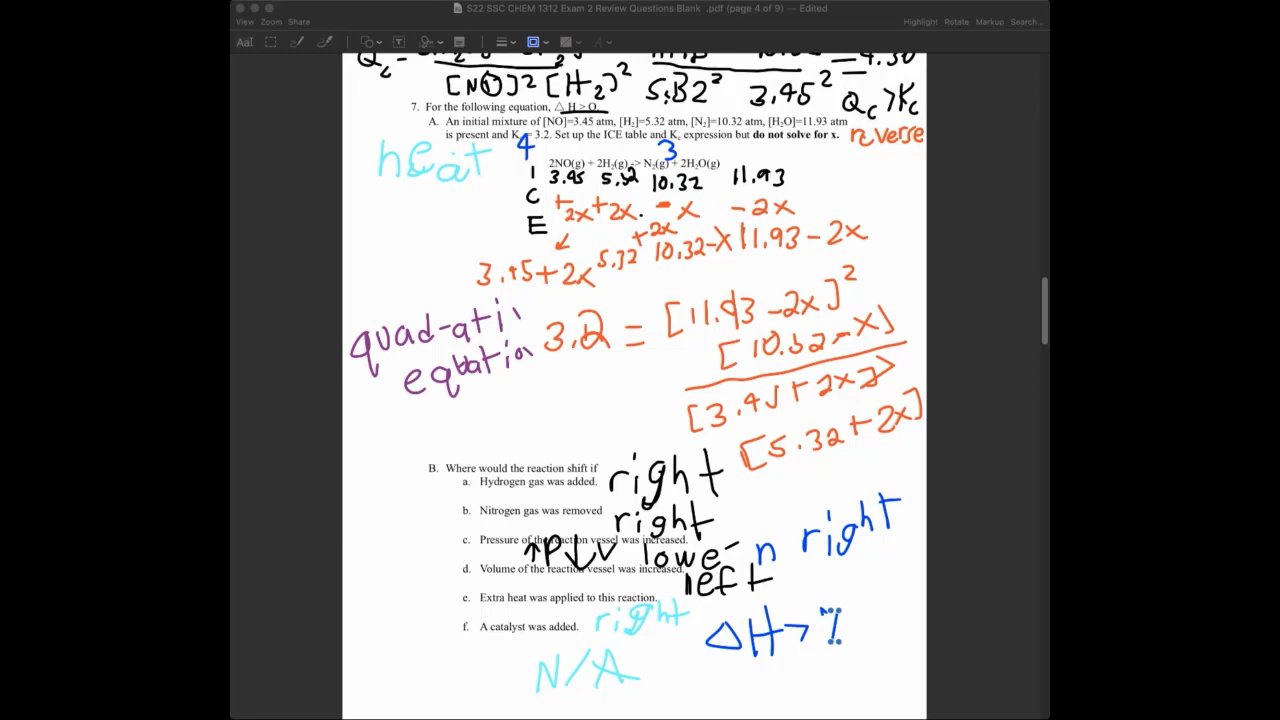 S22 SSC CHEM 1312 Exam 2 Review Questions Blank .pdf (page 4 of 9) — Edited
View Zoom Share Highlight Rotate Markup Search...
[NO]2 [H2)2 5.32² 3.45² Qc > Kc
7. For the following equation, △ H > O.
A. An initial mixture of [NO]=3.45 atm, [H2]=5.32 atm, [N2]=10.32 atm, [H2O]=11.93 atm
is present and K = 3.2. Set up the ICE table and Kc expression but do not solve for x.
reverse
heat
4 3
2NO(g) + 2H2(g) -> N2(g) + 2H2O(g)
I 3.45 5.32 10.32 11.93
C +2x +2x - x - 2x
E 3.45+2x 5.32+2x 10.32-x 11.93-2x
quadratic equation
3.2 = [11.93 -2x]²
[10.32 - x]
[3.45+2x]
[5.32+2x]
B. Where would the reaction shift if
a. Hydrogen gas was added. right
b. Nitrogen gas was removed right
c. Pressure of the reaction vessel was increased.
↑P↓V lower n right
d. Volume of the reaction vessel was increased. left
e. Extra heat was applied to this reaction. right
f. A catalyst was added.
N/A
△H >